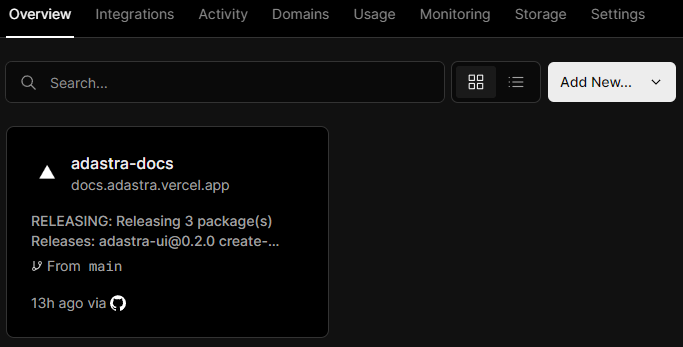 Overview Integrations Activity Domains Usage Monitoring Storage Settings
Search... Add New...
adastra-docs
docs.adastra.vercel.app
RELEASING: Releasing 3 package(s)
Releases: adastra-ui@0.2.0 create-...
From main
13h ago via